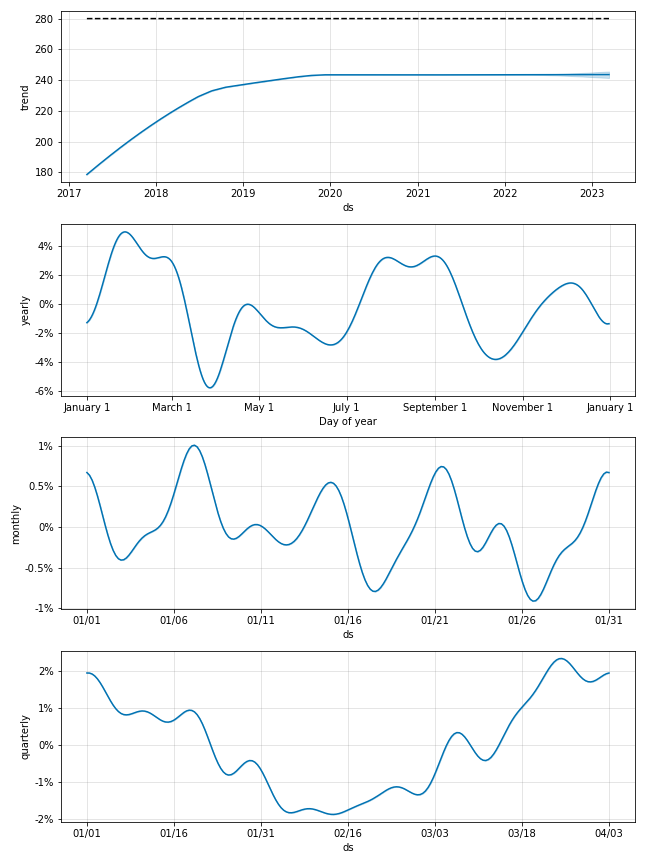 280
260
240
220
200
180
trend
2017 2018 2019 2020 2021 2022 2023
ds
4%
2%
0%
-2%
-4%
-6%
yearly
January 1 March 1 May 1 July 1 September 1 November 1 January 1
Day of year
1%
0.5%
0%
-0.5%
-1%
monthly
01/01 01/06 01/11 01/16 01/21 01/26 01/31
ds
2%
1%
0%
-1%
-2%
quarterly
01/01 01/16 01/31 02/16 03/03 03/18 04/03
ds